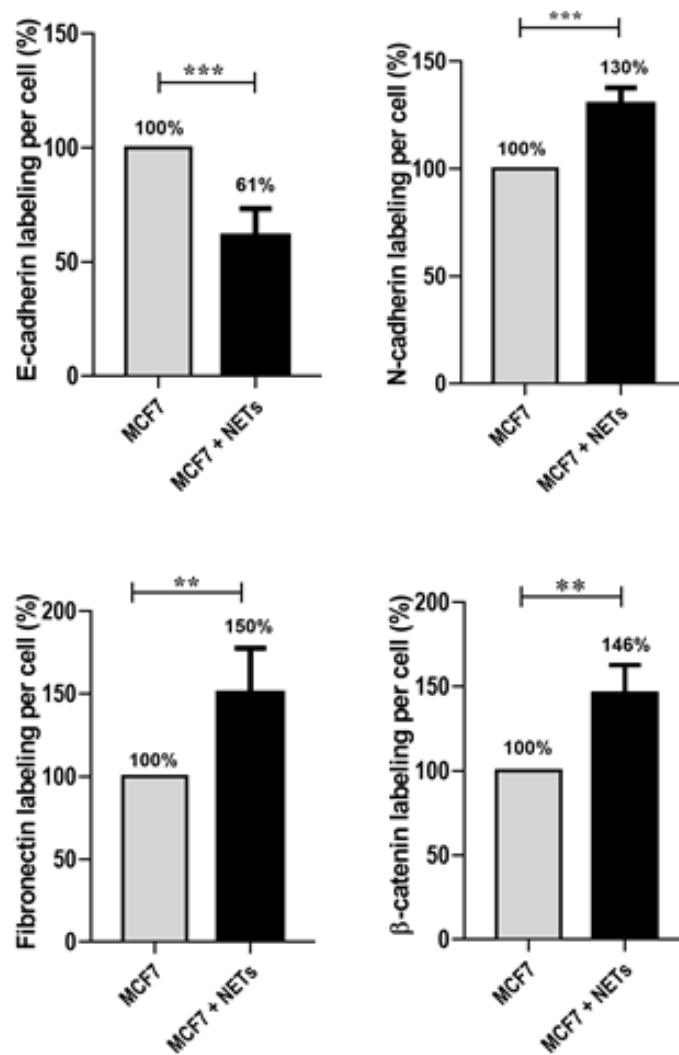 E-cadherin labeling per cell (%)
150
100
50
0
***
100%
61%
MCF7
MCF7 + NETs
N-cadherin labeling per cell (%)
150
100
50
0
***
100%
130%
MCF7
MCF7 + NETs
Fibronectin labeling per cell (%)
200
150
100
50
0
**
100%
150%
MCF7
MCF7 + NETs
β-catenin labeling per cell (%)
200
150
100
50
0
**
100%
146%
MCF7
MCF7 + NETs